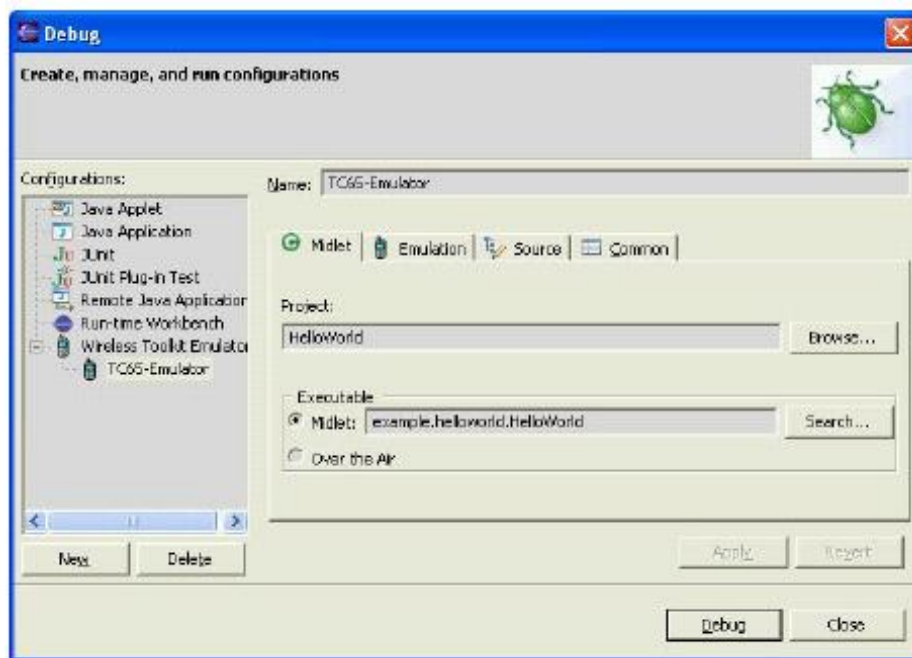 Debug
Create, manage, and run configurations
Configurations:
Java Applet
Java Application
JUnit
JUnit Plug-in Test
Remote Java Application
Run-time Workbench
Wireless Toolkit Emulato
TC65-Emulator
New
Delete
Name:
TC65-Emulator
Midlet
Emulation
Source
Common
Project:
HelloWorld
Browse...
Executable
Midlet:
example.helloworld.HelloWorld
Search...
Over the Air
Apply
Revert
Debug
Close